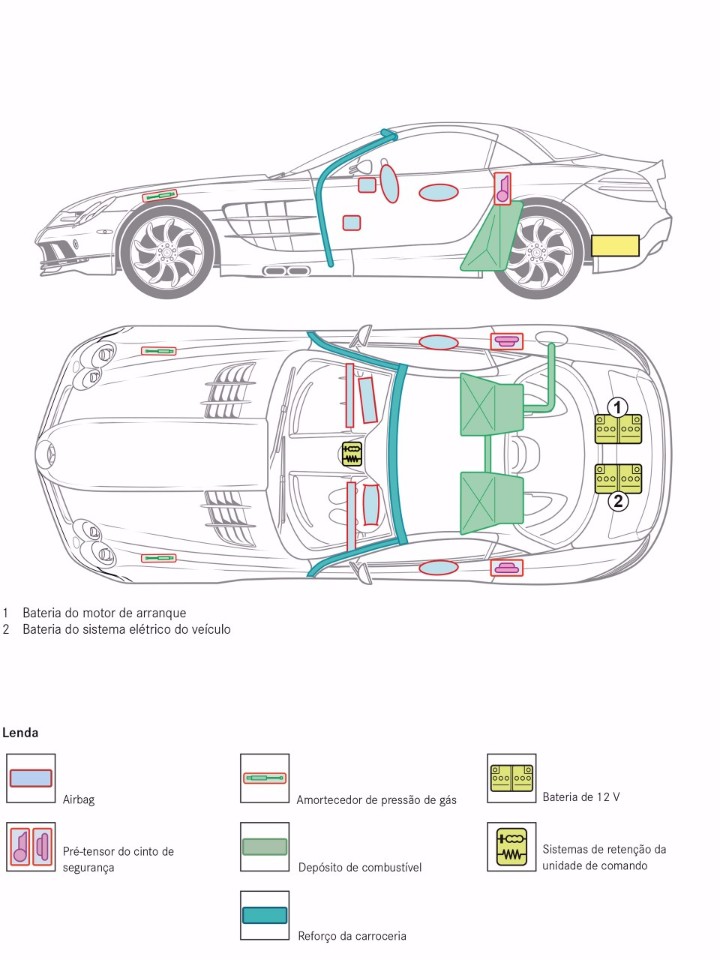 1
2
1 Bateria do motor de arranque
2 Bateria do sistema elétrico do veículo
Lenda
Airbag
Amortecedor de pressão de gás
Bateria de 12 V
Pré-tensor do cinto de
segurança
Depósito de combustível
Sistemas de retenção da
unidade de comando
Reforço da carroceria